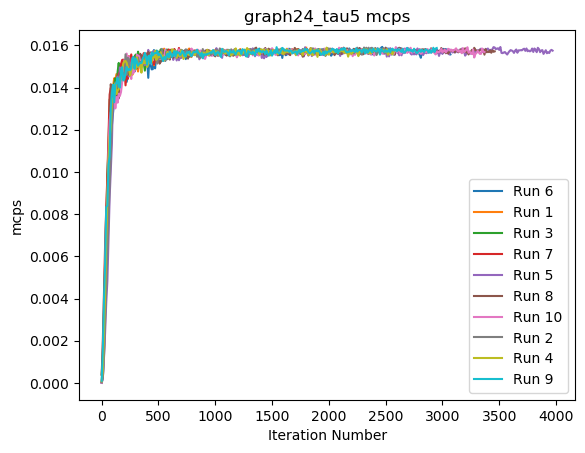 graph24_tau5 mcps
0.016
0.014
0.012
0.010
0.008
0.006
0.004
0.002
0.000
mcps
Run 6
Run 1
Run 3
Run 7
Run 5
Run 8
Run 10
Run 2
Run 4
Run 9
0 500 1000 1500 2000 2500 3000 3500 4000
Iteration Number